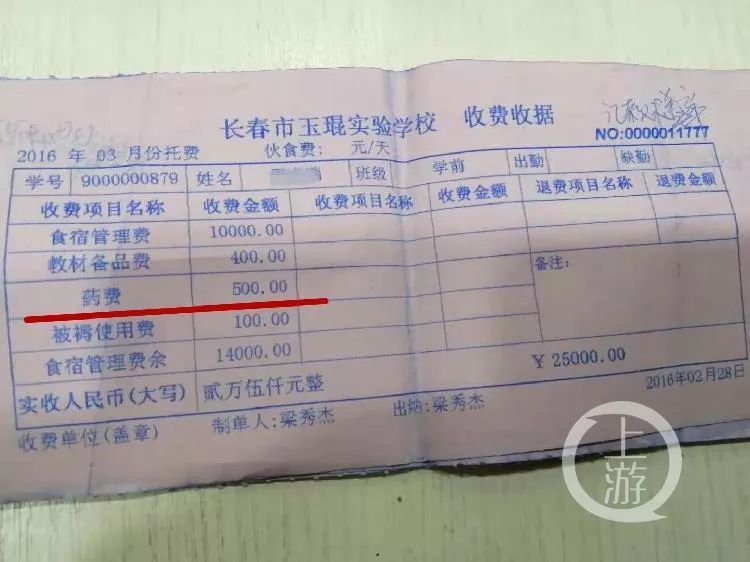 长春市玉琨实验学校 收费收据
NO:0000011777
2016 年 03 月份托费 伙食费: 元/天
学号 9000000879 姓名 班级 学前 出勤 缺勤
收费项目名称 收费金额 收费项目名称 收费金额 退费项目名称 退费金额
食宿管理费 10000.00
教材备品费 400.00
备注:
药费 500.00
被褥使用费 100.00
食宿管理费余 14000.00
¥ 25000.00
实收人民币(大写) 贰万伍仟元整
2016年02月28日
收费单位(盖章) 制单人:梁秀杰 出纳:梁秀杰
上游